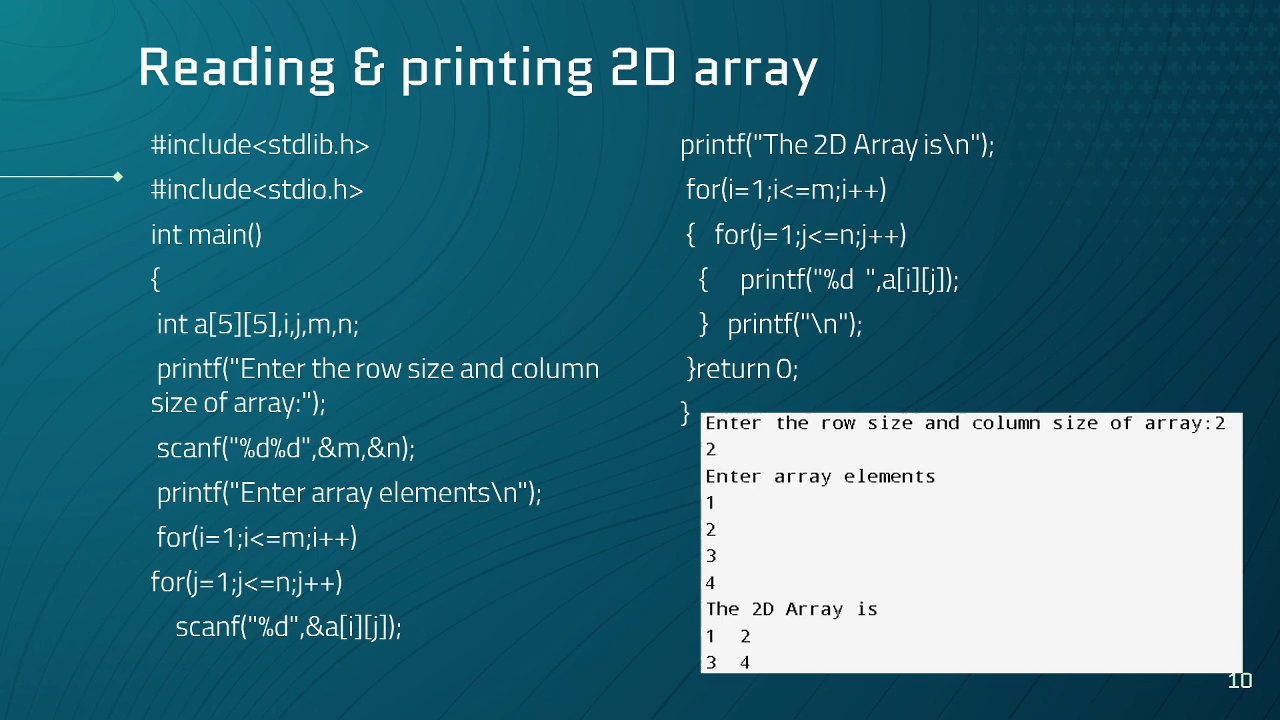 Reading & printing 2D array
#include<stdlib.h>
#include<stdio.h>
int main()
{
int a[5][5],i,j,m,n;
printf("Enter the row size and column
size of array:");
scanf("%d%d",&m,&n);
printf("Enter array elements\n");
for(i=1;i<=m;i++)
for(j=1;j<=n;j++)
scanf("%d",&a[i][j]);
printf("The 2D Array is\n");
for(i=1;i<=m;i++)
{ for(j=1;j<=n;j++)
{ printf("%d ",a[i][j]);
} printf("\n");
}return 0;
}
Enter the row size and column size of array:2
2
Enter array elements
1
2
3
4
The 2D Array is
1 2
3 4
10